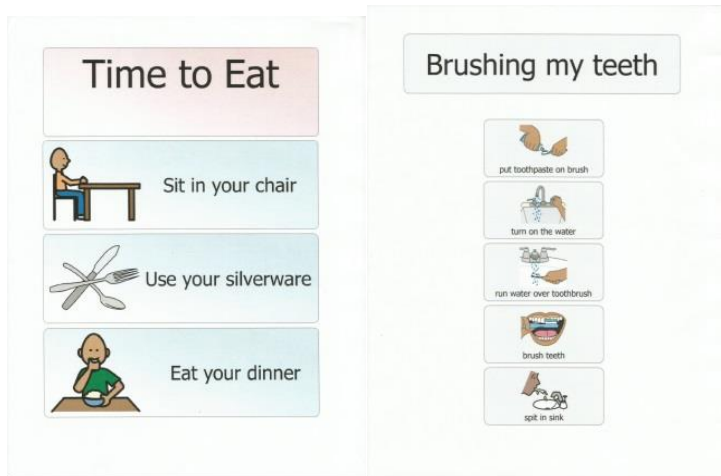 Time to Eat
Sit in your chair
Use your silverware
Eat your dinner
Brushing my teeth
put toothpaste on brush
turn on the water
run water over toothbrush
brush teeth
spit in sink